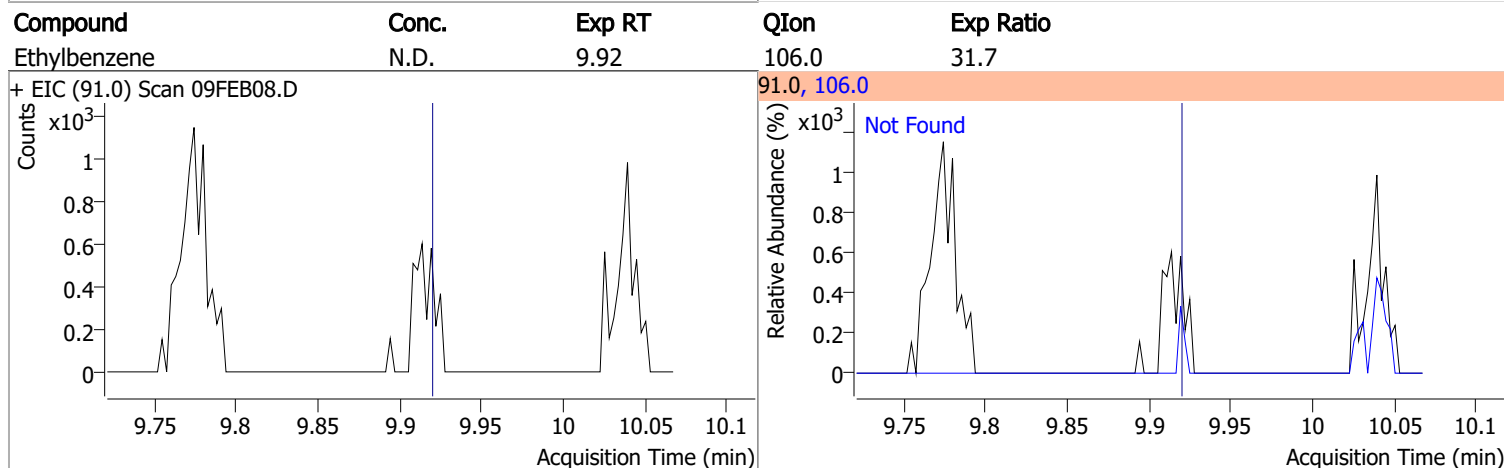 Compound Conc. Exp RT QIon Exp Ratio
Ethylbenzene N.D. 9.92 106.0 31.7
+ EIC (91.0) Scan 09FEB08.D
Counts
x10³
1
0.8
0.6
0.4
0.2
0
9.75 9.8 9.85 9.9 9.95 10 10.05 10.1
Acquisition Time (min)
91.0, 106.0
Relative Abundance (%)
x10³
Not Found
1
0.8
0.6
0.4
0.2
0
9.75 9.8 9.85 9.9 9.95 10 10.05 10.1
Acquisition Time (min)